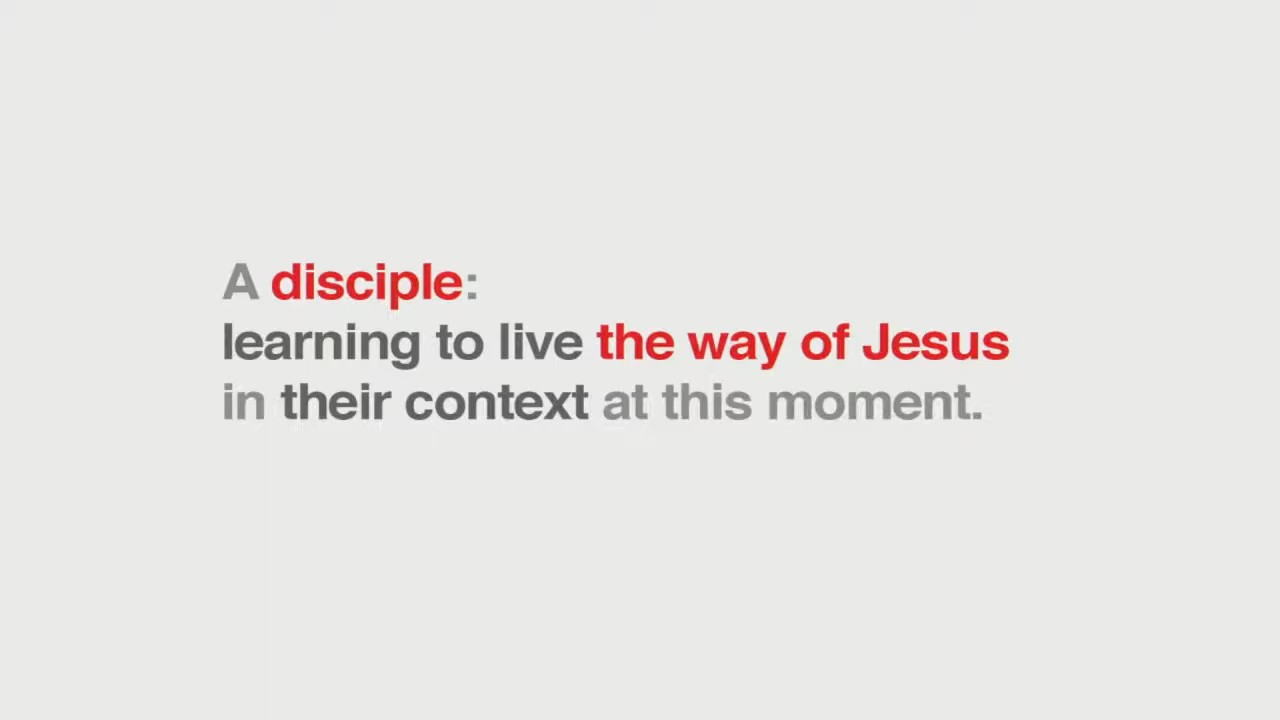 A disciple:
learning to live the way of Jesus
in their context at this moment.